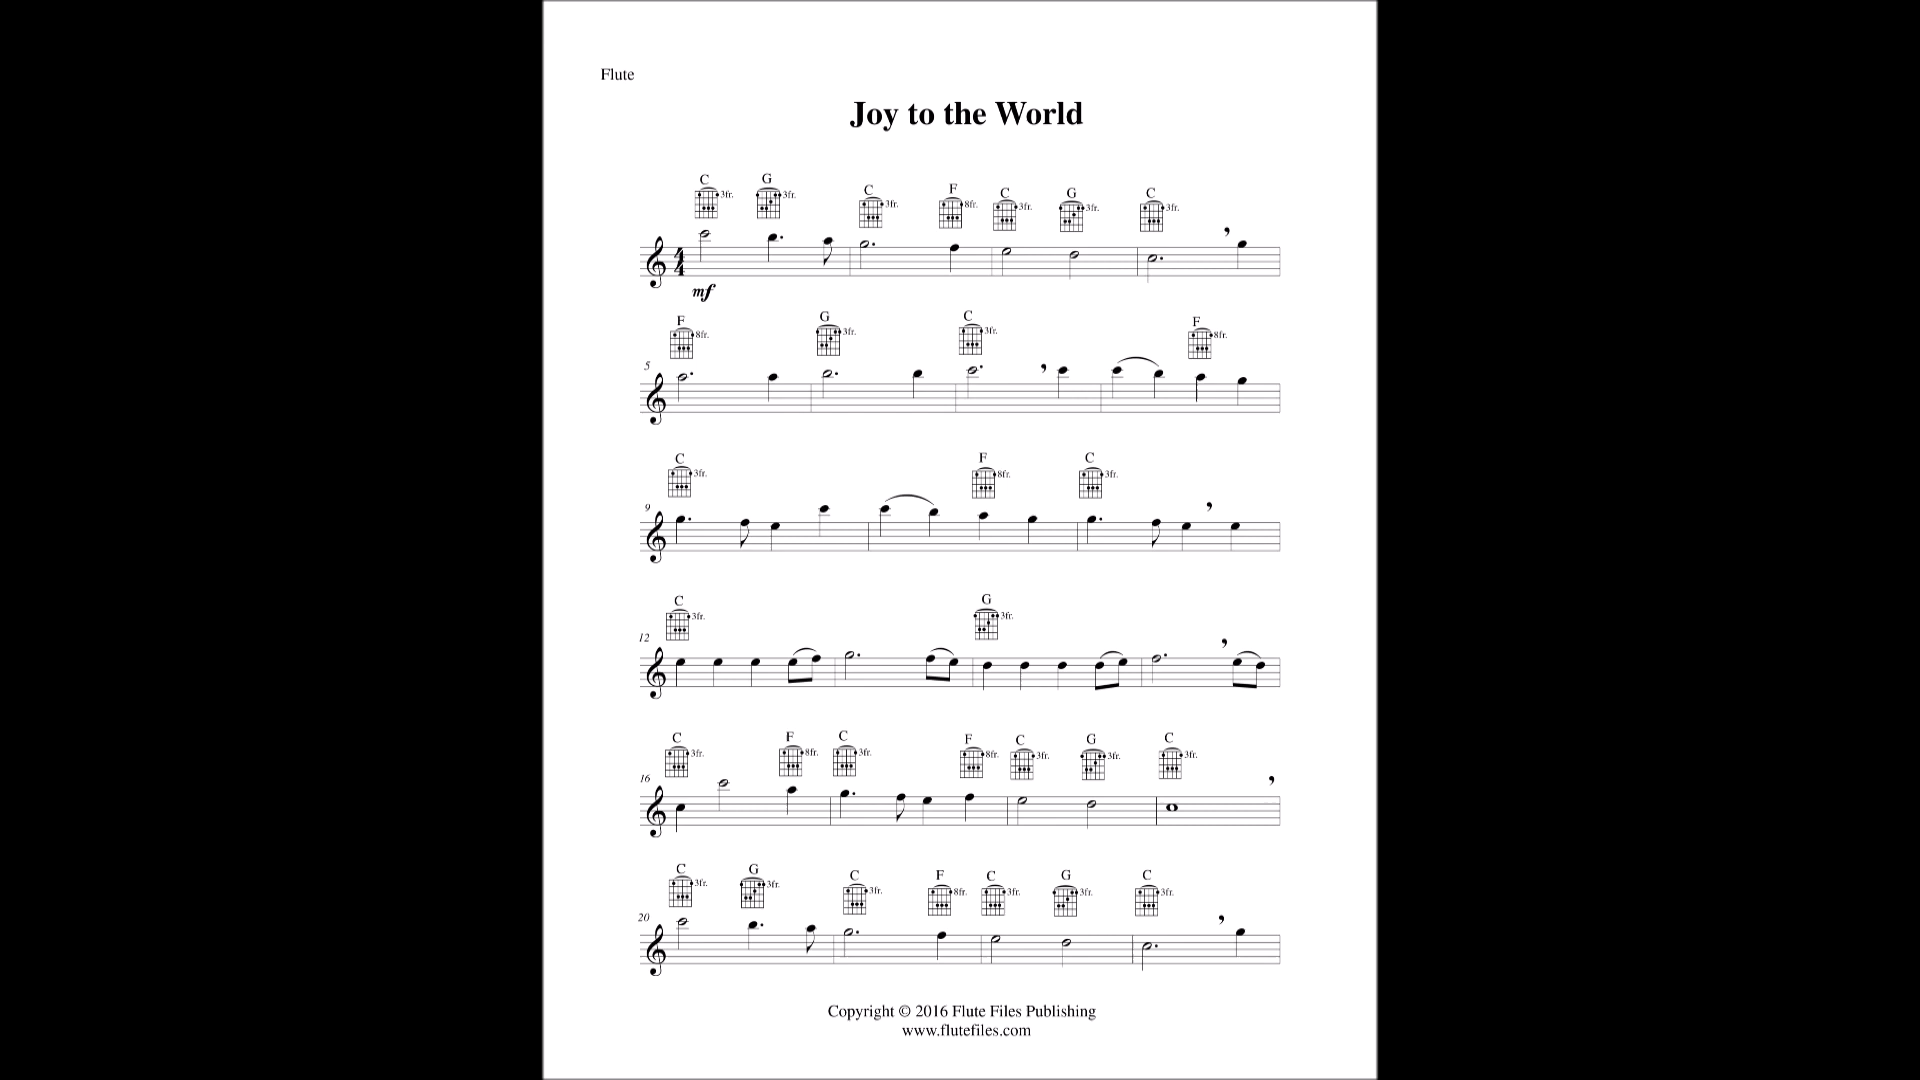 Flute
Joy to the World
C G C F C G C
3fr. 3fr. 3fr. 8fr. 3fr. 3fr. 3fr.
4
4
mf
F G C F
8fr. 3fr. 3fr. 8fr.
5
C F C
3fr. 8fr. 3fr.
9
C G
3fr. 3fr.
12
C F C F C G C
3fr. 8fr. 3fr. 8fr. 3fr. 3fr. 3fr.
16
C G C F C G C
3fr. 3fr. 3fr. 8fr. 3fr. 3fr. 3fr.
20
Copyright © 2016 Flute Files Publishing
www.flutefiles.com